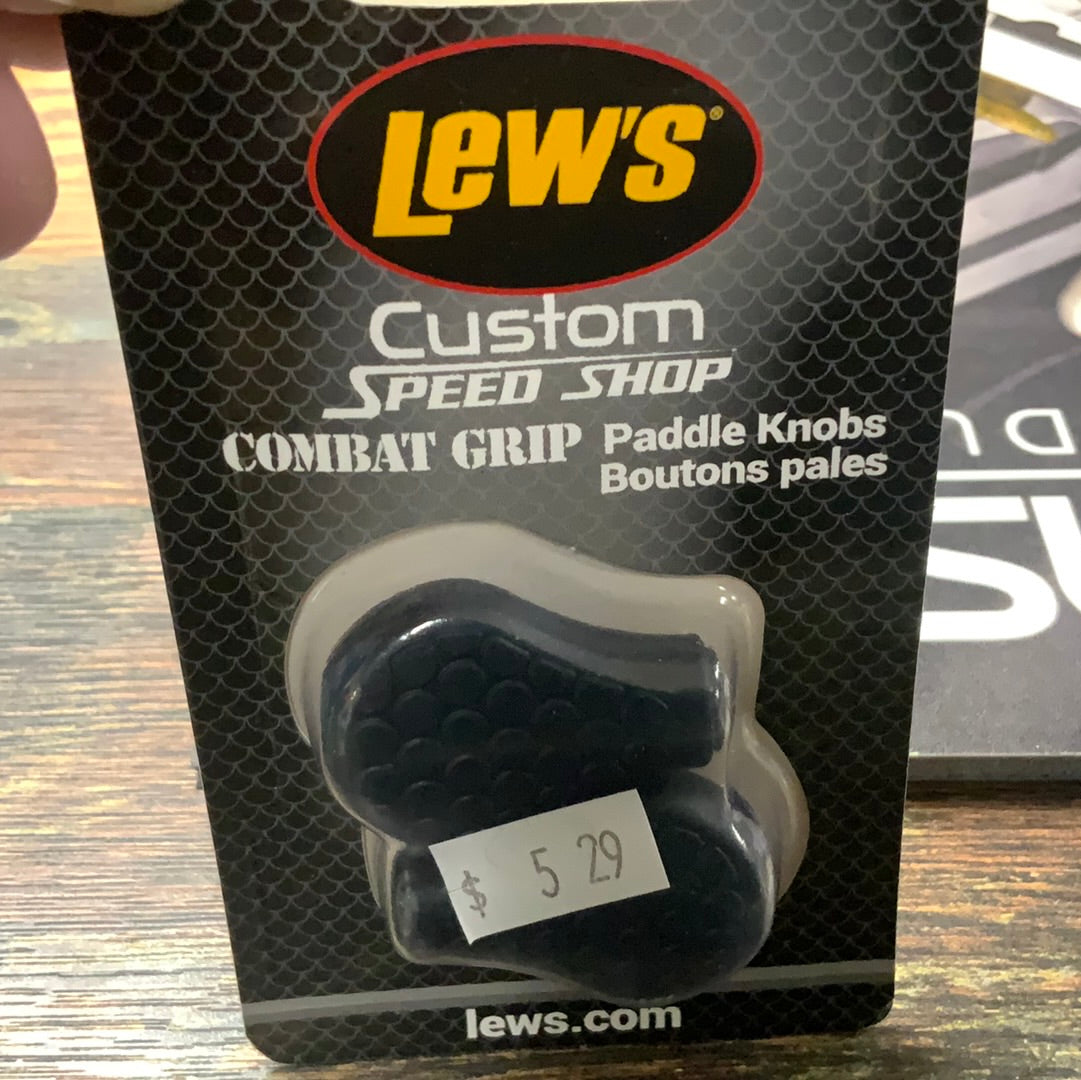 Lew's®
Custom
SPEED SHOP
COMBAT GRIP Paddle Knobs
Boutons pales
$ 5 29
lews.com